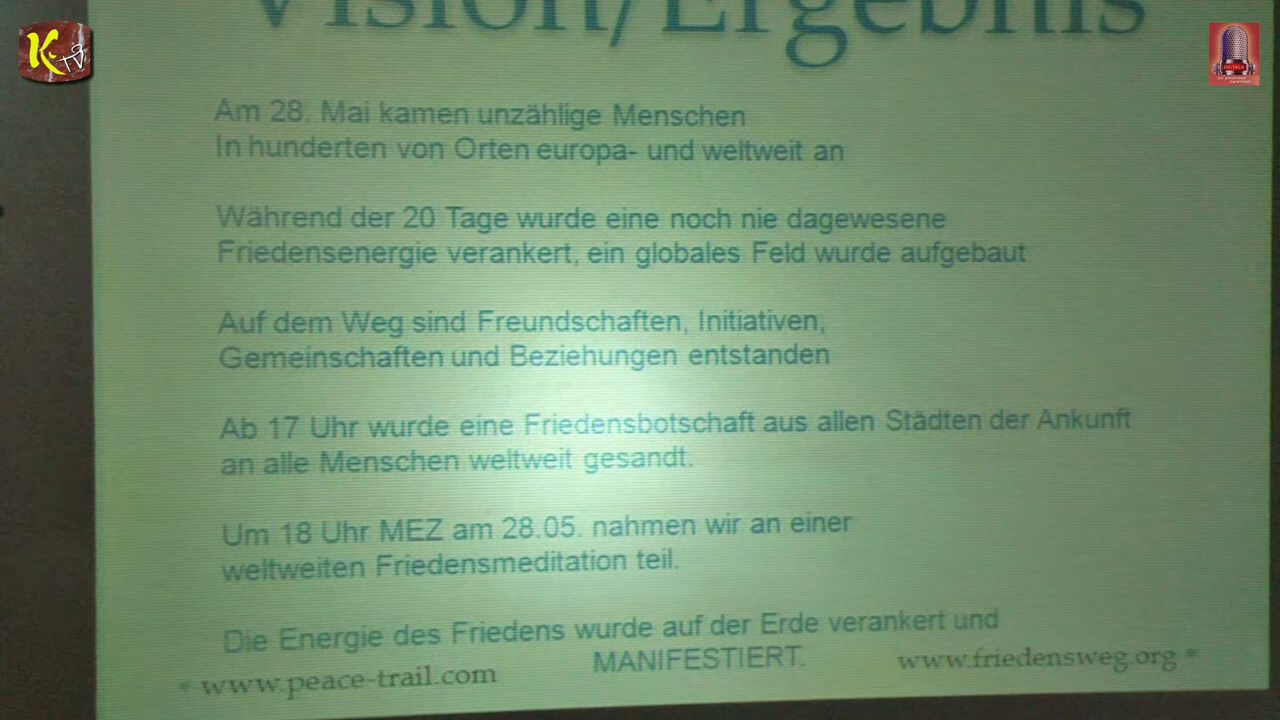 Vision/Ergebnis
K.
TV
OKITALK
Am 28. Mai kamen unzählige Menschen
In hunderten von Orten europa- und weltweit an
Während der 20 Tage wurde eine noch nie dagewesene
Friedensenergie verankert, ein globales Feld wurde aufgebaut
Auf dem Weg sind Freundschaften, Initiativen,
Gemeinschaften und Beziehungen entstanden
Ab 17 Uhr wurde eine Friedensbotschaft aus allen Städten der Ankunft
an alle Menschen weltweit gesandt.
Um 18 Uhr MEZ am 28.05. nahmen wir an einer
weltweiten Friedensmeditation teil.
Die Energie des Friedens wurde auf der Erde verankert und
MANIFESTIERT.
* www.peace-trail.com
www.friedensweg.org *